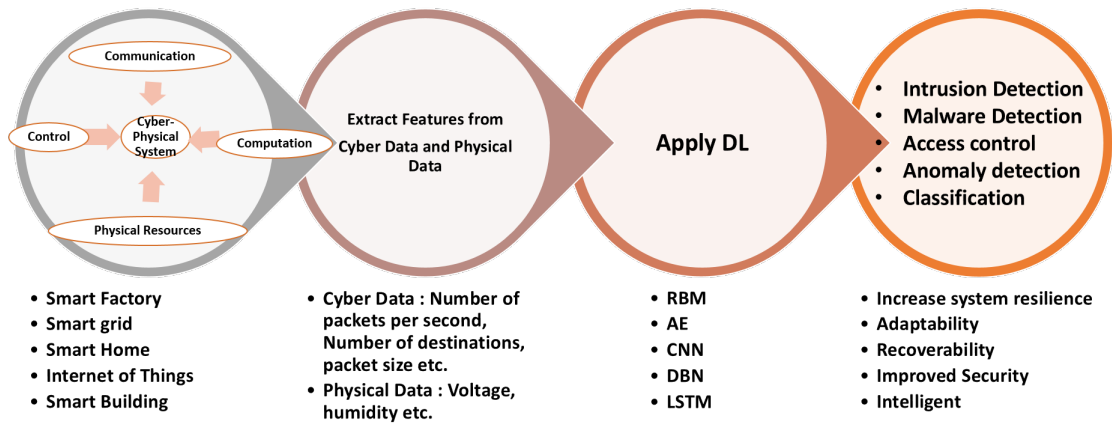 Communication
Control
Cyber-
Physical
System
Computation
Physical Resources
• Smart Factory
• Smart grid
• Smart Home
• Internet of Things
• Smart Building
Extract Features from
Cyber Data and Physical
Data
• Cyber Data : Number of
packets per second,
Number of destinations,
packet size etc.
• Physical Data : Voltage,
humidity etc.
Apply DL
• RBM
• AE
• CNN
• DBN
• LSTM
• Intrusion Detection
• Malware Detection
• Access control
• Anomaly detection
• Classification
• Increase system resilience
• Adaptability
• Recoverability
• Improved Security
• Intelligent